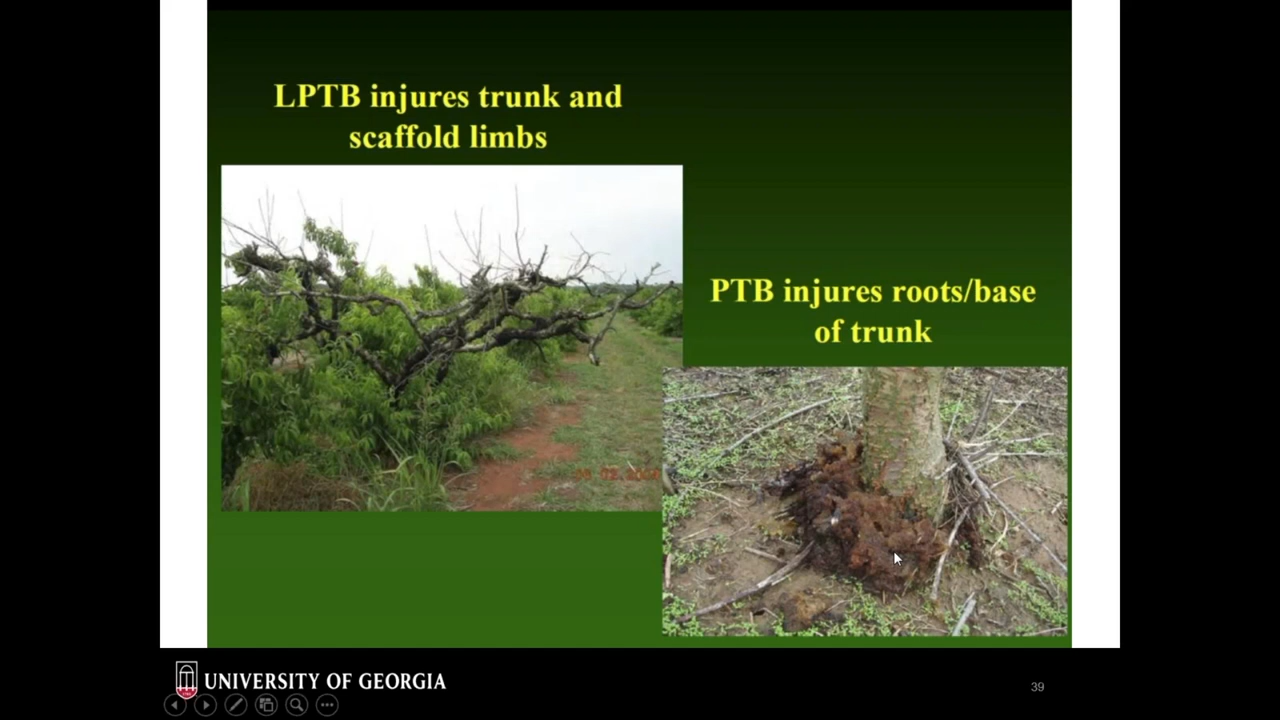 LPTB injures trunk and
scaffold limbs
PTB injures roots/base
of trunk
UNIVERSITY OF GEORGIA
39